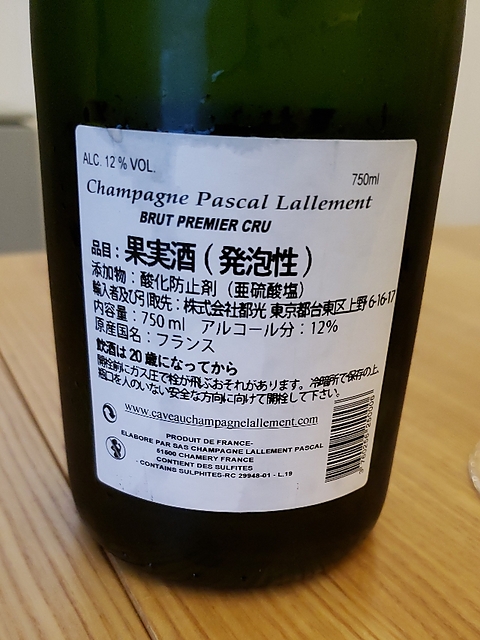 ALC. 12 % VOL.
750ml
Champagne Pascal Lallement
BRUT PREMIER CRU
品目：果実酒（発泡性）
添加物：酸化防止剤（亜硫酸塩）
輸入者及び引取先：株式会社都光 東京都台東区上野 6-16-17
内容量：750 ml アルコール分：12%
原産国名：フランス
飲酒は20歳になってから
開栓前にガス圧で栓が飛ぶおそれがあります。冷暗所で保存の上、
瓶口を人のいない安全な方向に向けて開栓して下さい。
www.caveauchampagnelallement.com
PRODUIT DE FRANCE-
ELABORE PAR SAS CHAMPAGNE LALLEMENT PASCAL
51500 CHAMERY FRANCE
CONTIENT DES SULFITES
- CONTAINS SULPHITES-RC 29948-01 - L.19